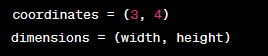 coordinates = (3, 4)
dimensions = (width, height)